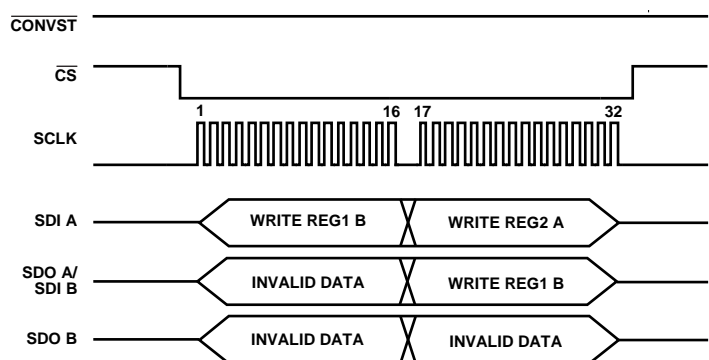 CONVST
CS
1 16 17 32
SCLK
SDI A WRITE REG1 B WRITE REG2 A
SDO A/
SDI B INVALID DATA WRITE REG1 B
SDO B INVALID DATA INVALID DATA